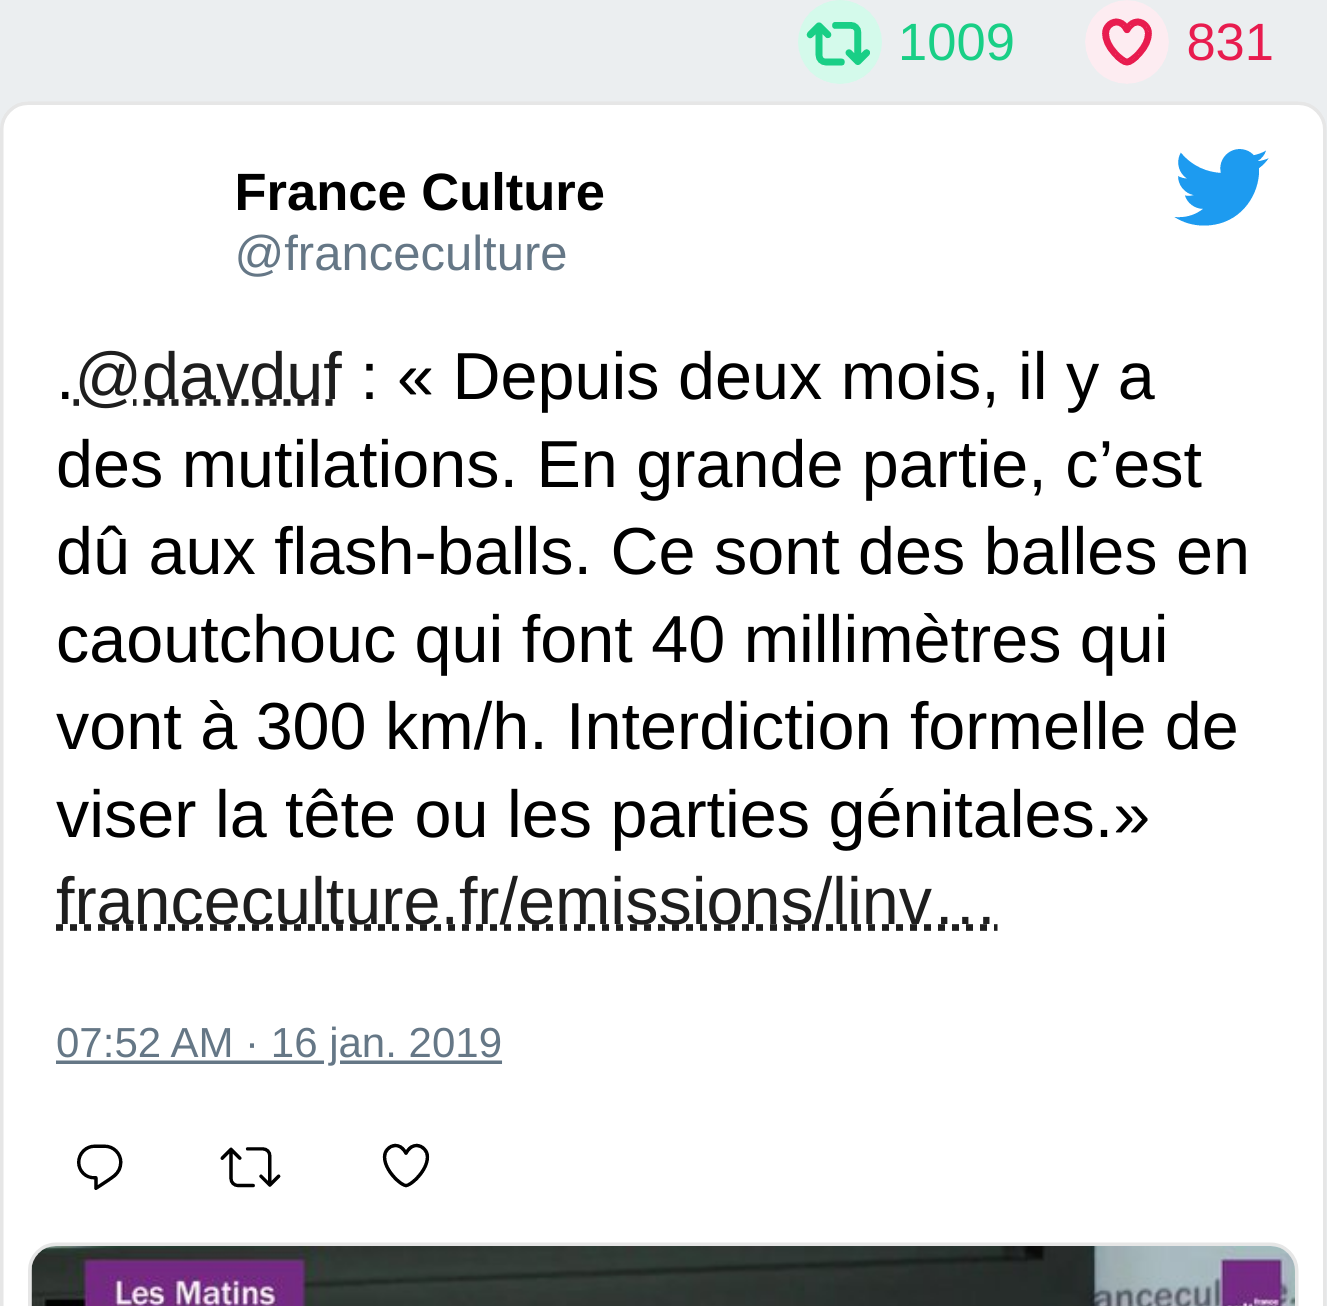 1009 831
France Culture
@franceculture
.@davduf : « Depuis deux mois, il y a
des mutilations. En grande partie, c’est
dû aux flash-balls. Ce sont des balles en
caoutchouc qui font 40 millimètres qui
vont à 300 km/h. Interdiction formelle de
viser la tête ou les parties génitales.»
franceculture.fr/emissions/linv…
07:52 AM · 16 jan. 2019
Les Matins